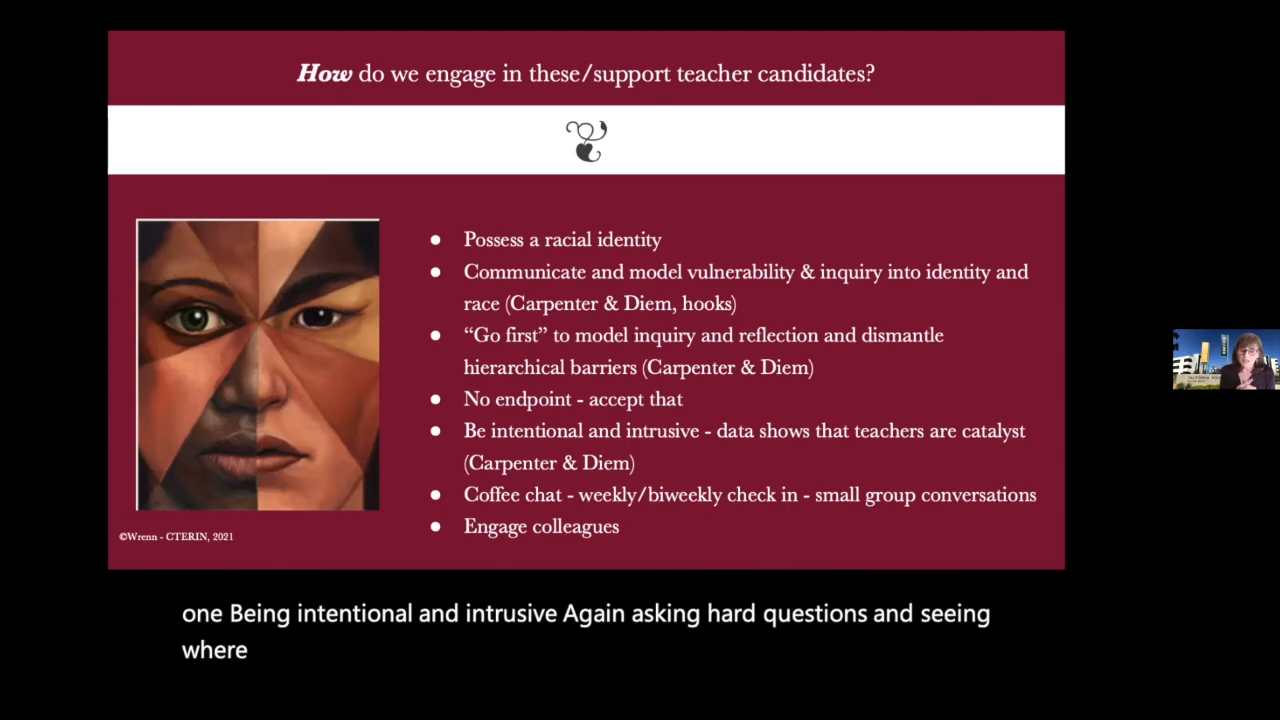 How do we engage in these/support teacher candidates?
● Possess a racial identity
● Communicate and model vulnerability & inquiry into identity and
race (Carpenter & Diem, hooks)
● “Go first” to model inquiry and reflection and dismantle
hierarchical barriers (Carpenter & Diem)
● No endpoint - accept that
● Be intentional and intrusive - data shows that teachers are catalyst
(Carpenter & Diem)
● Coffee chat - weekly/biweekly check in - small group conversations
● Engage colleagues
©Wrenn - CTERIN, 2021
one Being intentional and intrusive Again asking hard questions and seeing
where